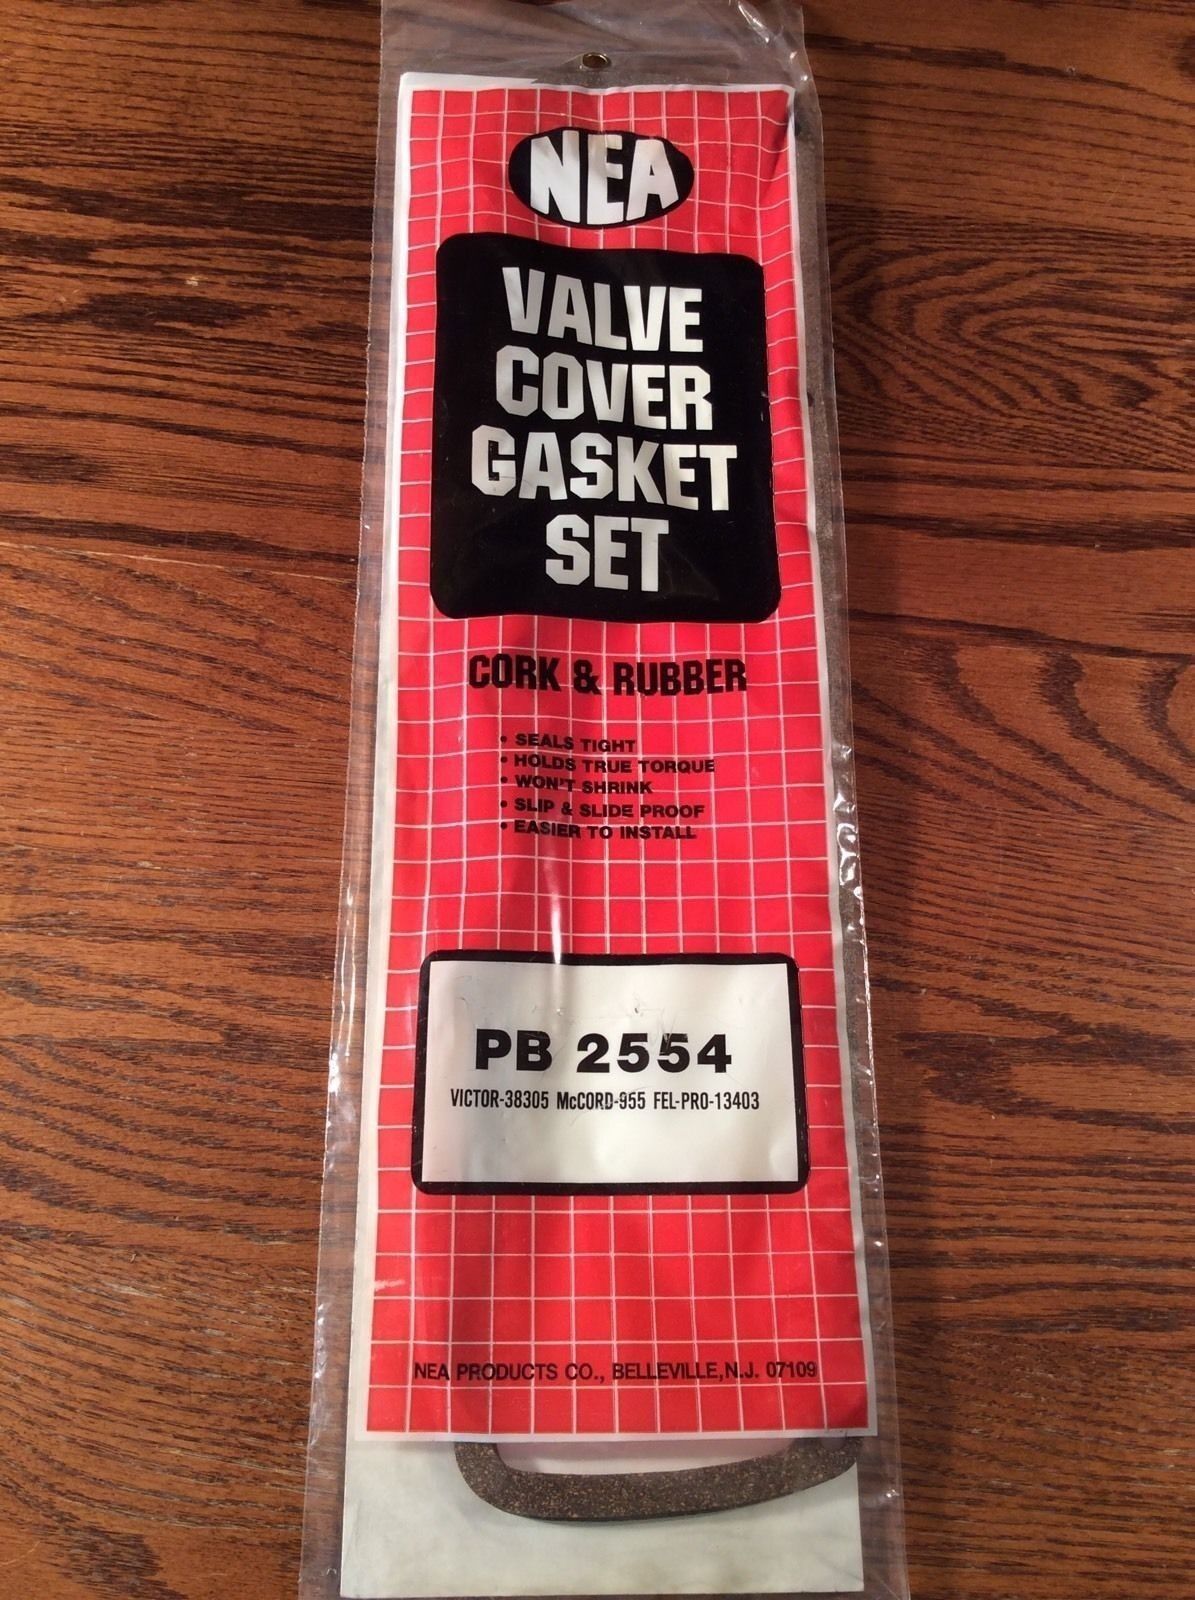 NEA
VALVE
COVER
GASKET
SET
CORK & RUBBER
• SEALS TIGHT
• HOLDS TRUE TORQUE
• WON'T SHRINK
• SLIP & SLIDE PROOF
• EASIER TO INSTALL
PB 2554
VICTOR-38305 McCORD-955 FEL-PRO-13403
NEA PRODUCTS CO., BELLEVILLE, N.J. 07109